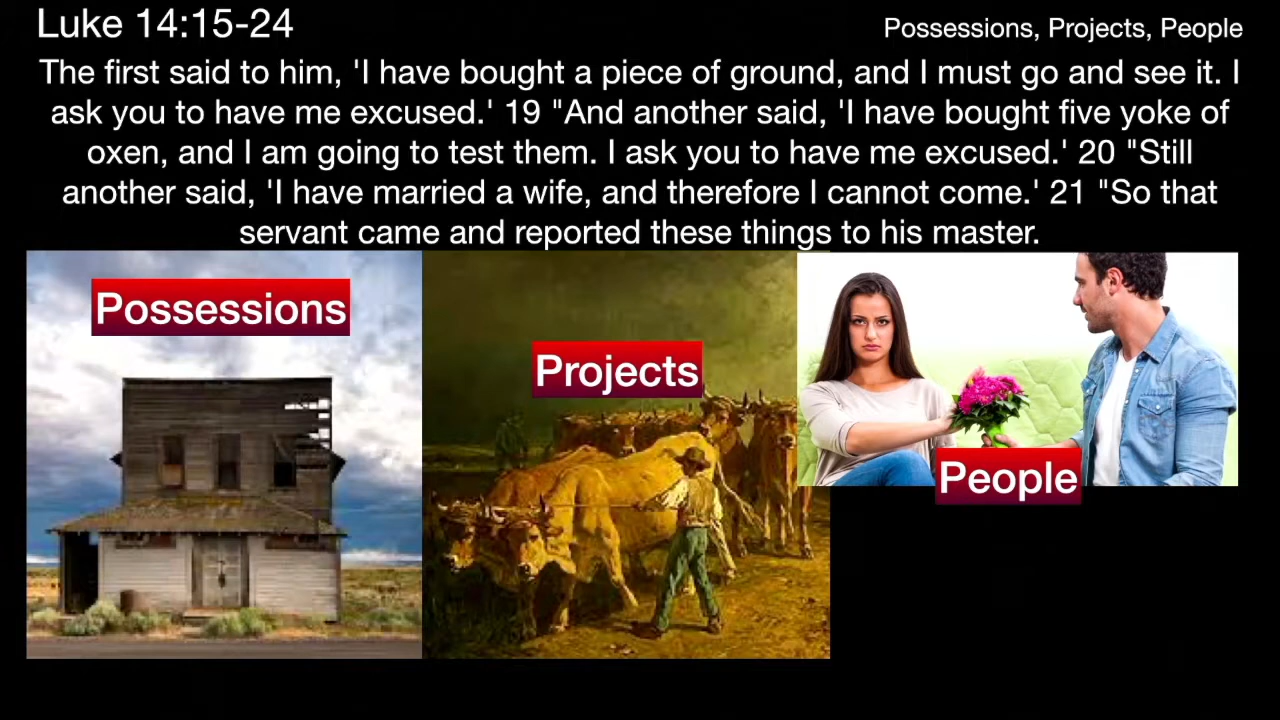 Luke 14:15-24
Possessions, Projects, People
The first said to him, 'I have bought a piece of ground, and I must go and see it. I
ask you to have me excused.' 19 "And another said, 'I have bought five yoke of
oxen, and I am going to test them. I ask you to have me excused.' 20 "Still
another said, 'I have married a wife, and therefore I cannot come.' 21 "So that
servant came and reported these things to his master.
Possessions
Projects
People